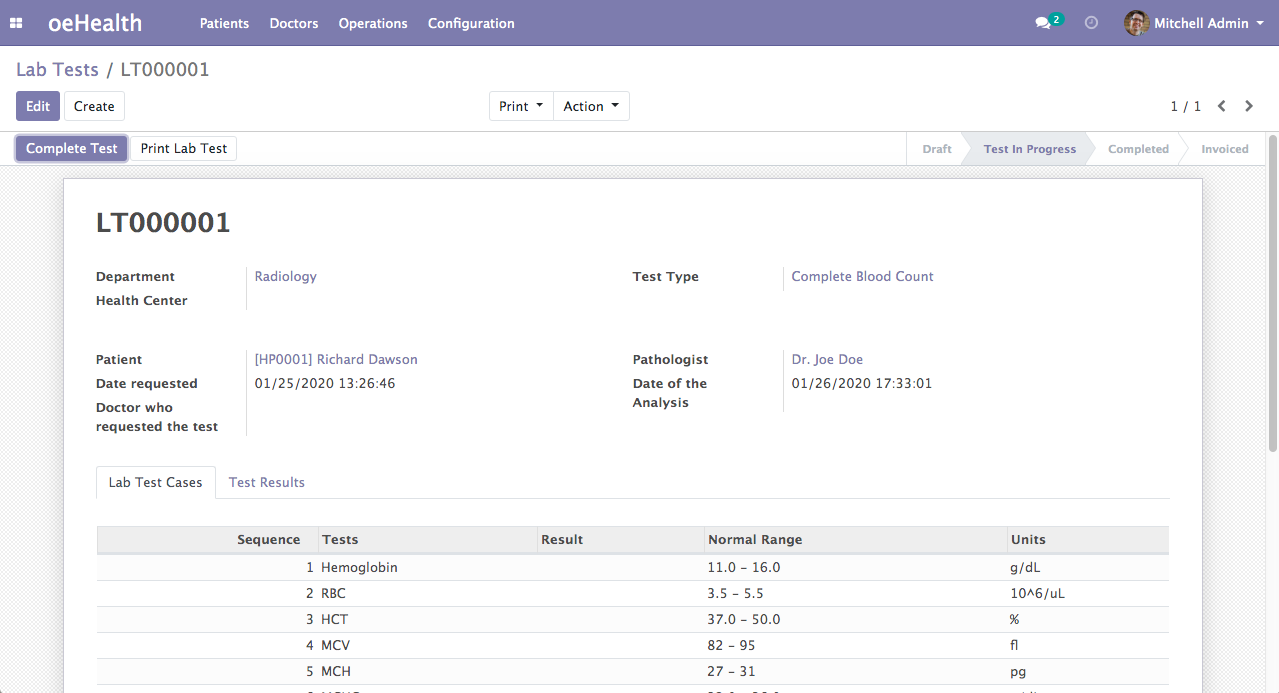 oeHealth Patients Doctors Operations Configuration 2 Mitchell Admin
Lab Tests / LT000001
Edit Create Print Action 1 / 1
Complete Test Print Lab Test Draft Test In Progress Completed Invoiced
LT000001
Department Radiology Test Type Complete Blood Count
Health Center
Patient [HP0001] Richard Dawson Pathologist Dr. Joe Doe
Date requested 01/25/2020 13:26:46 Date of the 01/26/2020 17:33:01
Analysis
Doctor who
requested the test
Lab Test Cases Test Results
Sequence Tests Result Normal Range Units
1 Hemoglobin 11.0 - 16.0 g/dL
2 RBC 3.5 - 5.5 10^6/uL
3 HCT 37.0 - 50.0 %
4 MCV 82 - 95 fl
5 MCH 27 - 31 pg